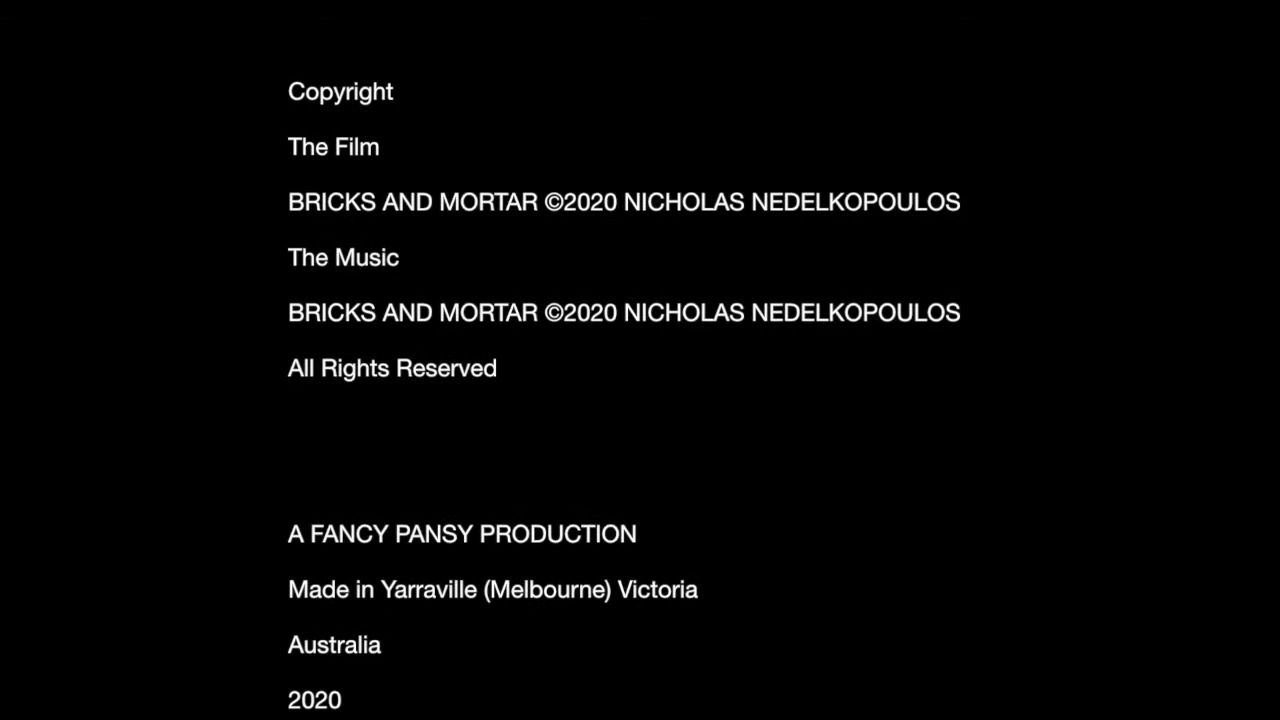 Copyright
The Film
BRICKS AND MORTAR ©2020 NICHOLAS NEDELKOPOULOS
The Music
BRICKS AND MORTAR ©2020 NICHOLAS NEDELKOPOULOS
All Rights Reserved
A FANCY PANSY PRODUCTION
Made in Yarraville (Melbourne) Victoria
Australia
2020